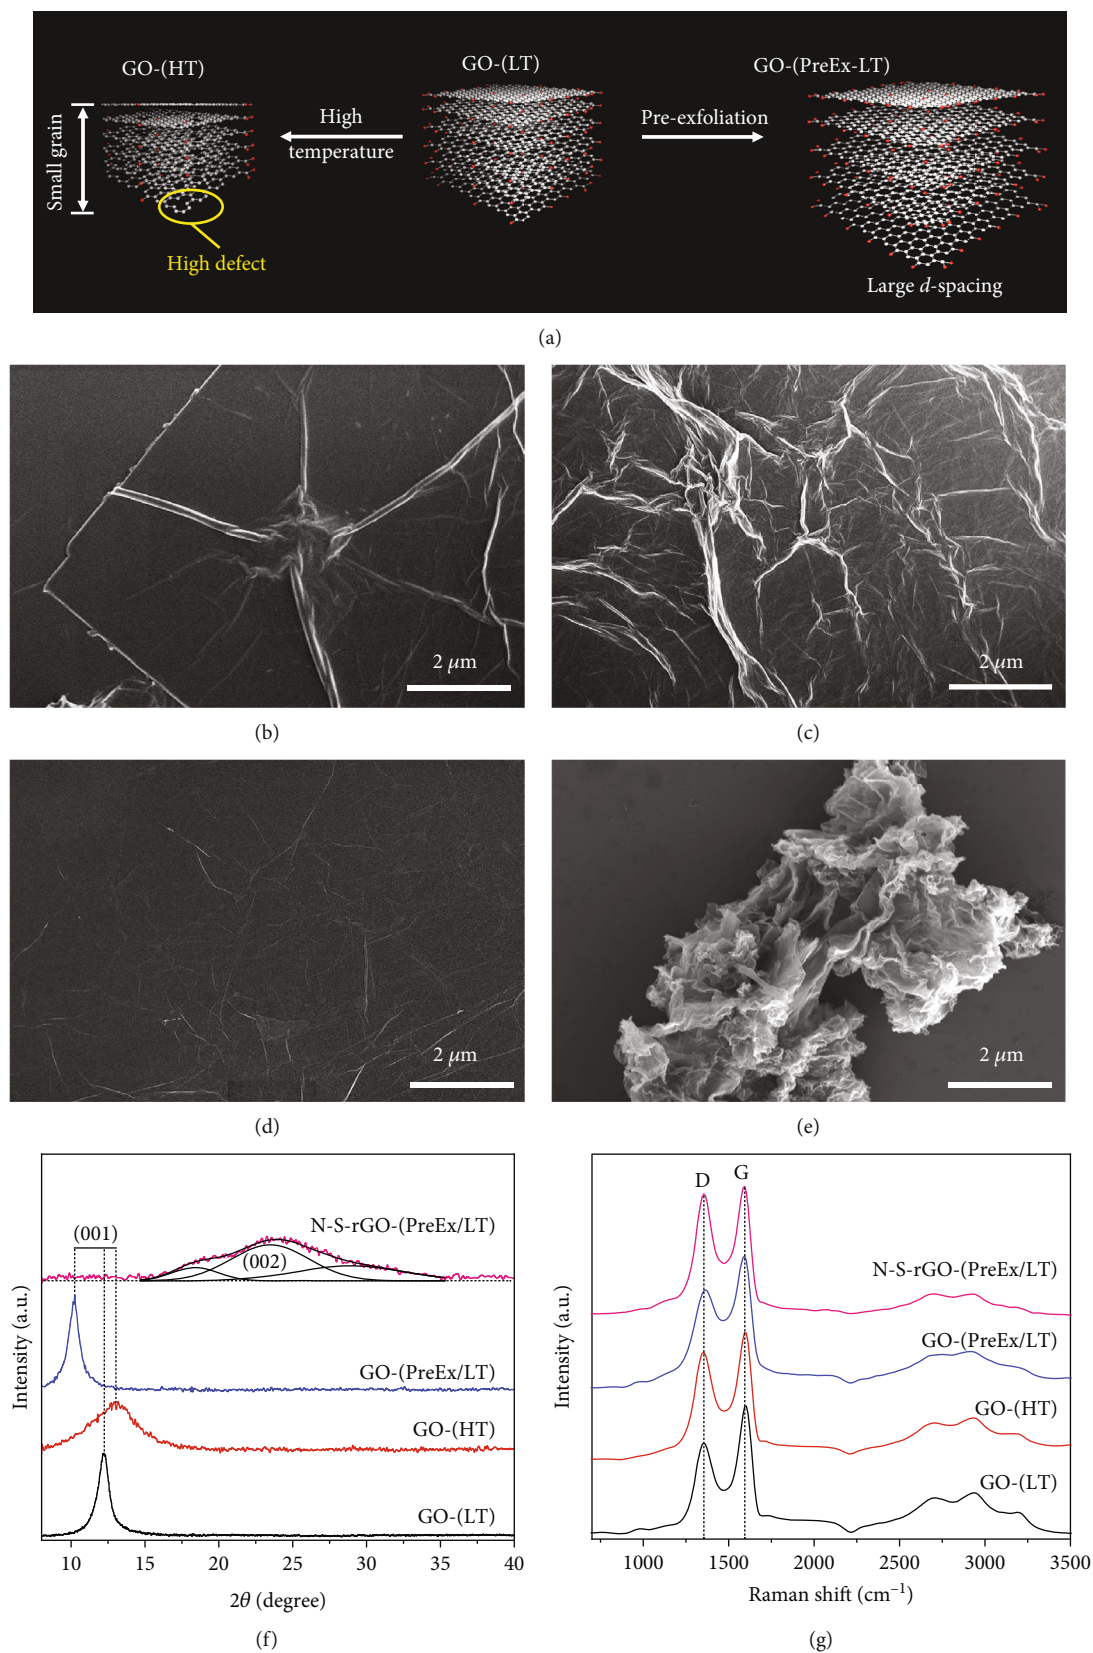 GO-(HT)
GO-(LT)
GO-(PreEx-LT)
Small grain
High
temperature
Pre-exfoliation
High defect
Large d-spacing
(a)
2 μm
(b)
2 μm
(c)
2 μm
(d)
2 μm
(e)
Intensity (a.u.)
(001)
N-S-rGO-(PreEx/LT)
(002)
GO-(PreEx/LT)
GO-(HT)
GO-(LT)
10 15 20 25 30 35 40
2θ (degree)
(f)
Intensity (a.u.)
D G
N-S-rGO-(PreEx/LT)
GO-(PreEx/LT)
GO-(HT)
GO-(LT)
1000 1500 2000 2500 3000 3500
Raman shift (cm⁻¹)
(g)